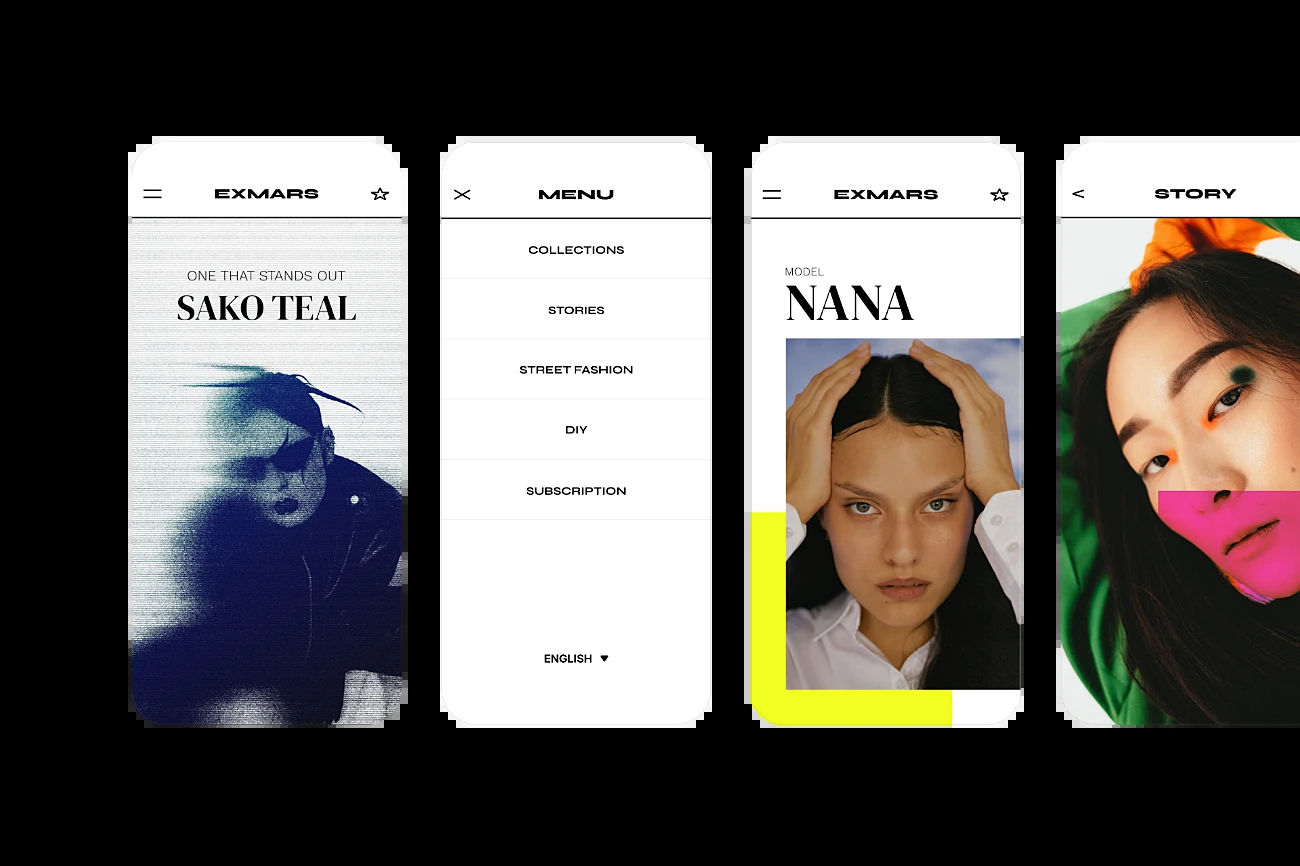 EXMARS
ONE THAT STANDS OUT
SAKO TEAL
MENU
COLLECTIONS
STORIES
STREET FASHION
DIY
SUBSCRIPTION
ENGLISH
EXMARS
MODEL
NANA
STORY